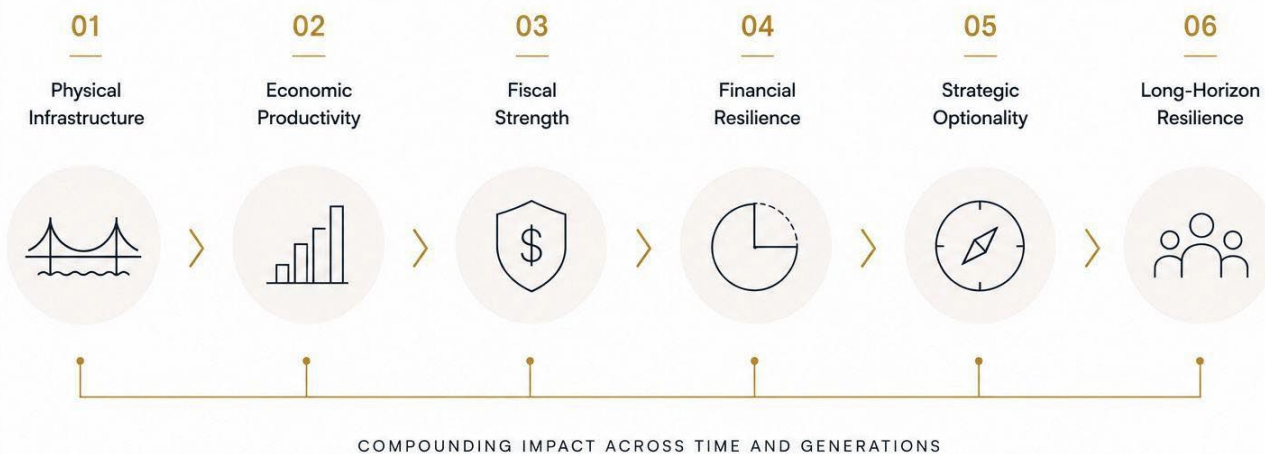 01
Physical
Infrastructure
02
Economic
Productivity
03
Fiscal
Strength
$
04
Financial
Resilience
05
Strategic
Optionality
06
Long-Horizon
Resilience
COMPOUNDING IMPACT ACROSS TIME AND GENERATIONS